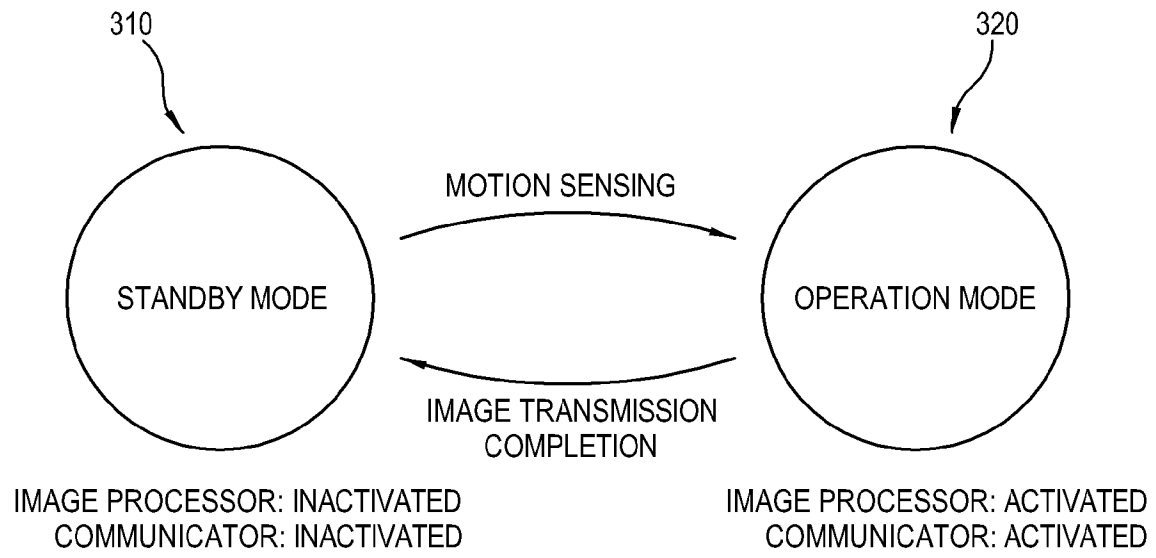 310
320
MOTION SENSING
STANDBY MODE
OPERATION MODE
IMAGE TRANSMISSION
COMPLETION
IMAGE PROCESSOR: INACTIVATED
COMMUNICATOR: INACTIVATED
IMAGE PROCESSOR: ACTIVATED
COMMUNICATOR: ACTIVATED